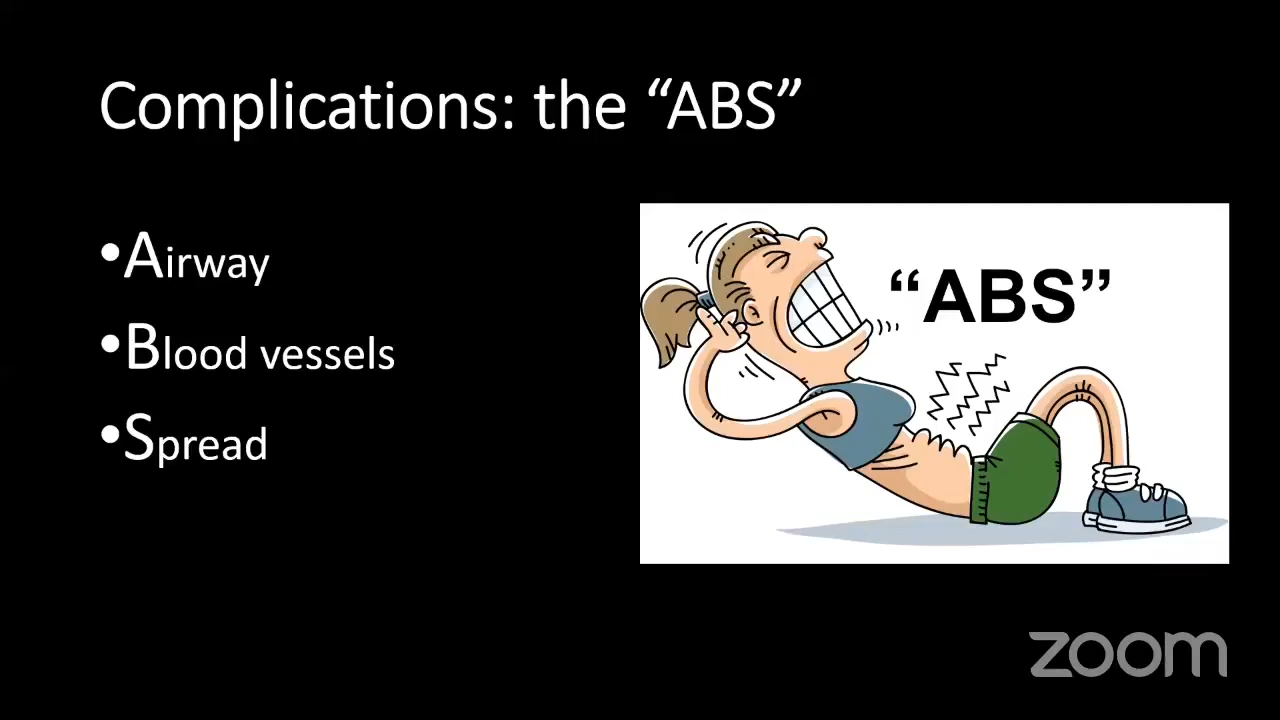 Complications: the “ABS”
•Airway
•Blood vessels
•Spread
“ABS”
zoom